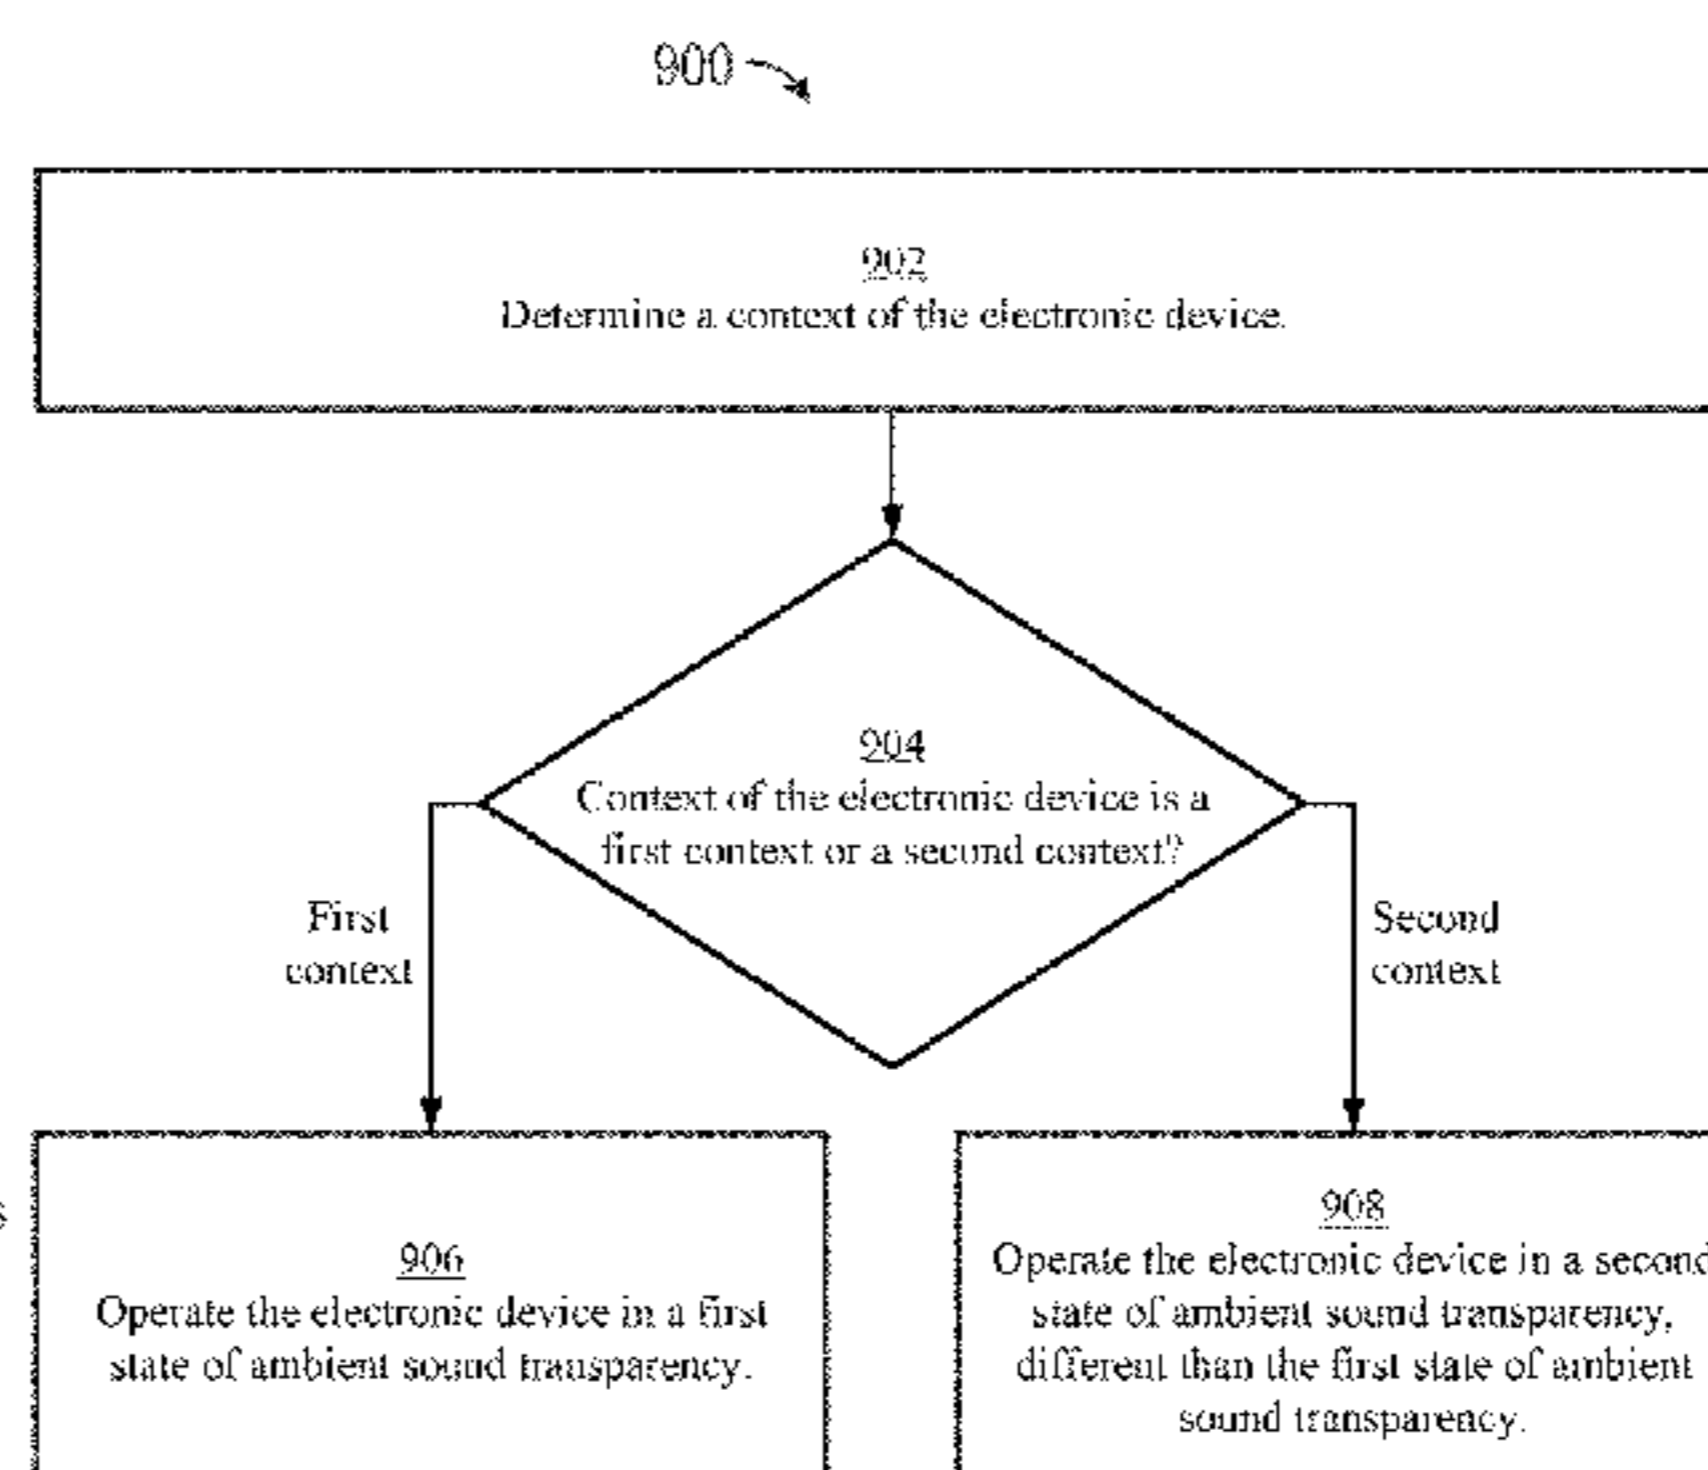 900
902
Determine a context of the electronic device.
904
Context of the electronic device is a
first context or a second context?
First
context
Second
context
906
Operate the electronic device in a first
state of ambient sound transparency.
908
Operate the electronic device in a second
state of ambient sound transparency,
different than the first state of ambient
sound transparency.